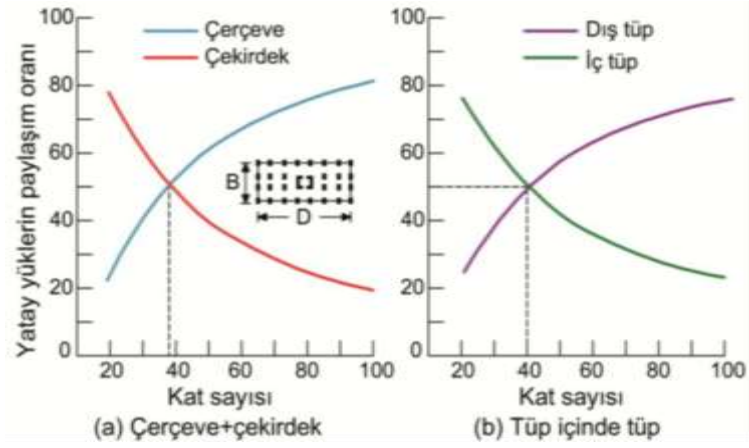 Yatay yüklerin paylaşım oranı
100
80
60
40
20
0
Çerçeve
Çekirdek
B
D
20 40 60 80 100
Kat sayısı
(a) Çerçeve+çekirdek
100
80
60
40
20
0
Dış tüp
İç tüp
20 40 60 80 100
Kat sayısı
(b) Tüp içinde tüp